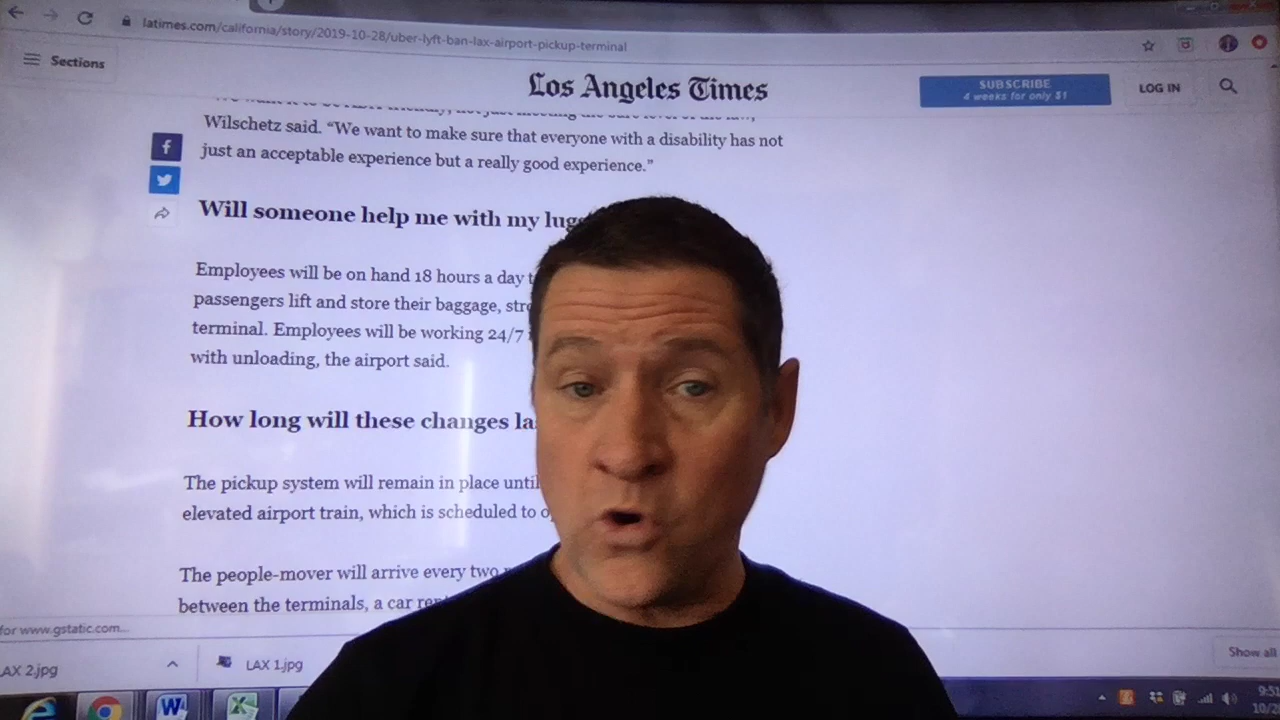 latimes.com/california/story/2019-10-28/uber-lyft-ban-lax-airport-pickup-terminal
Sections
Los Angeles Times
SUBSCRIBE
4 weeks for only $1
LOG IN
Wilschetz said. “We want to make sure that everyone with a disability has not
just an acceptable experience but a really good experience.”
Will someone help me with my lugg
Employees will be on hand 18 hours a day t
passengers lift and store their baggage, stro
terminal. Employees will be working 24/7
with unloading, the airport said.
How long will these changes la
The pickup system will remain in place until
elevated airport train, which is scheduled to o
The people-mover will arrive every two
between the terminals, a car ren
for www.gstatic.com...
AX 2.jpg
LAX 1.jpg
Show all
9:51
10/2